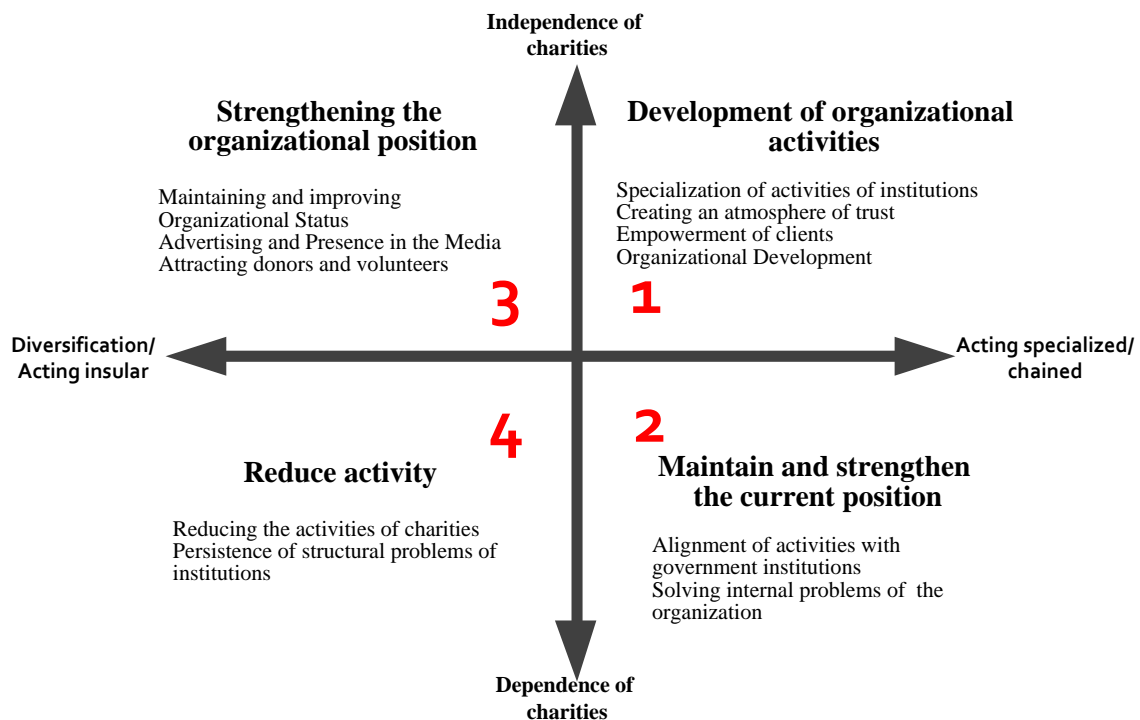 Independence of
charities
Strengthening the
organizational position
Maintaining and improving
Organizational Status
Advertising and Presence in the Media
Attracting donors and volunteers
3
Development of organizational
activities
Specialization of activities of institutions
Creating an atmosphere of trust
Empowerment of clients
Organizational Development
1
Diversification/
Acting insular
Acting specialized/
chained
4
Reduce activity
Reducing the activities of charities
Persistence of structural problems of
institutions
2
Maintain and strengthen
the current position
Alignment of activities with
government institutions
Solving internal problems of the
organization
Dependence of
charities